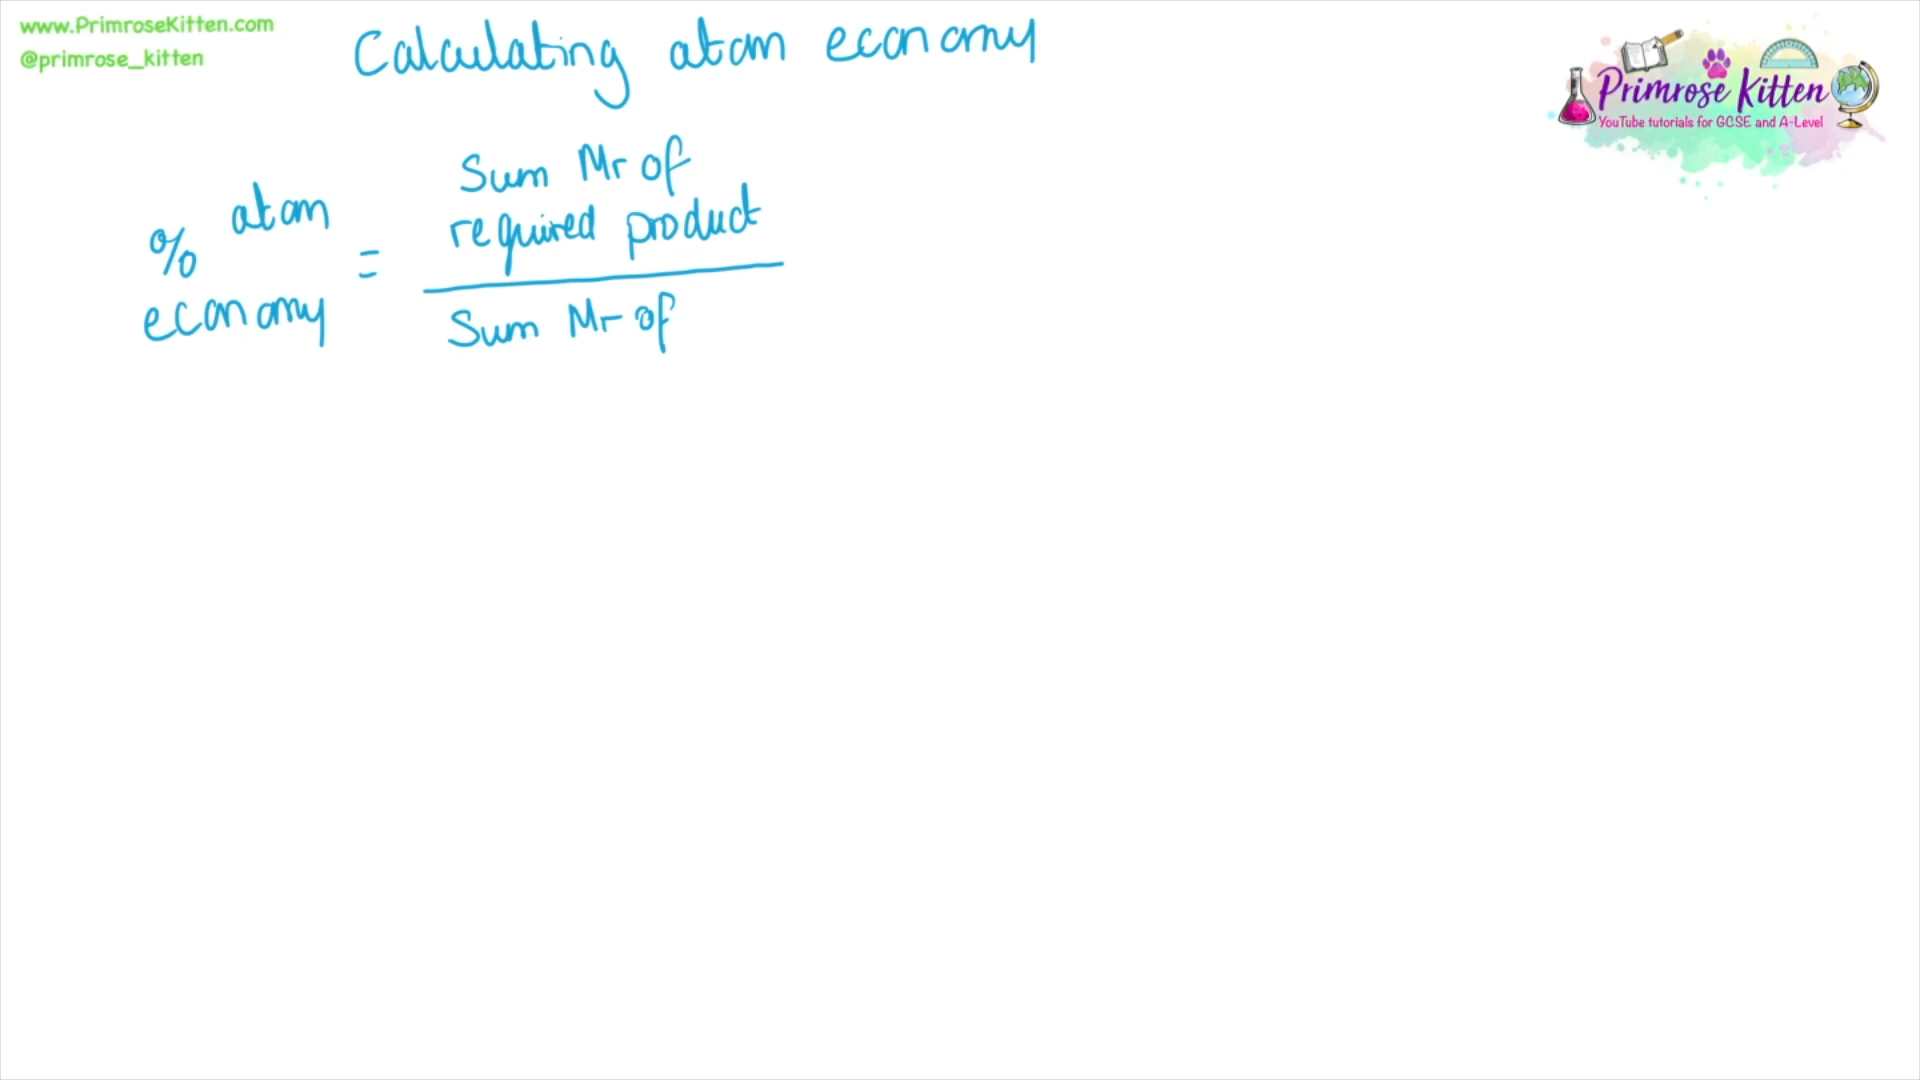 www.PrimroseKitten.com
@primrose_kitten
Calculating atom economy
Primrose Kitten
YouTube tutorials for GCSE and A-Level
% atom economy =
Sum Mr of
required product
Sum Mr of